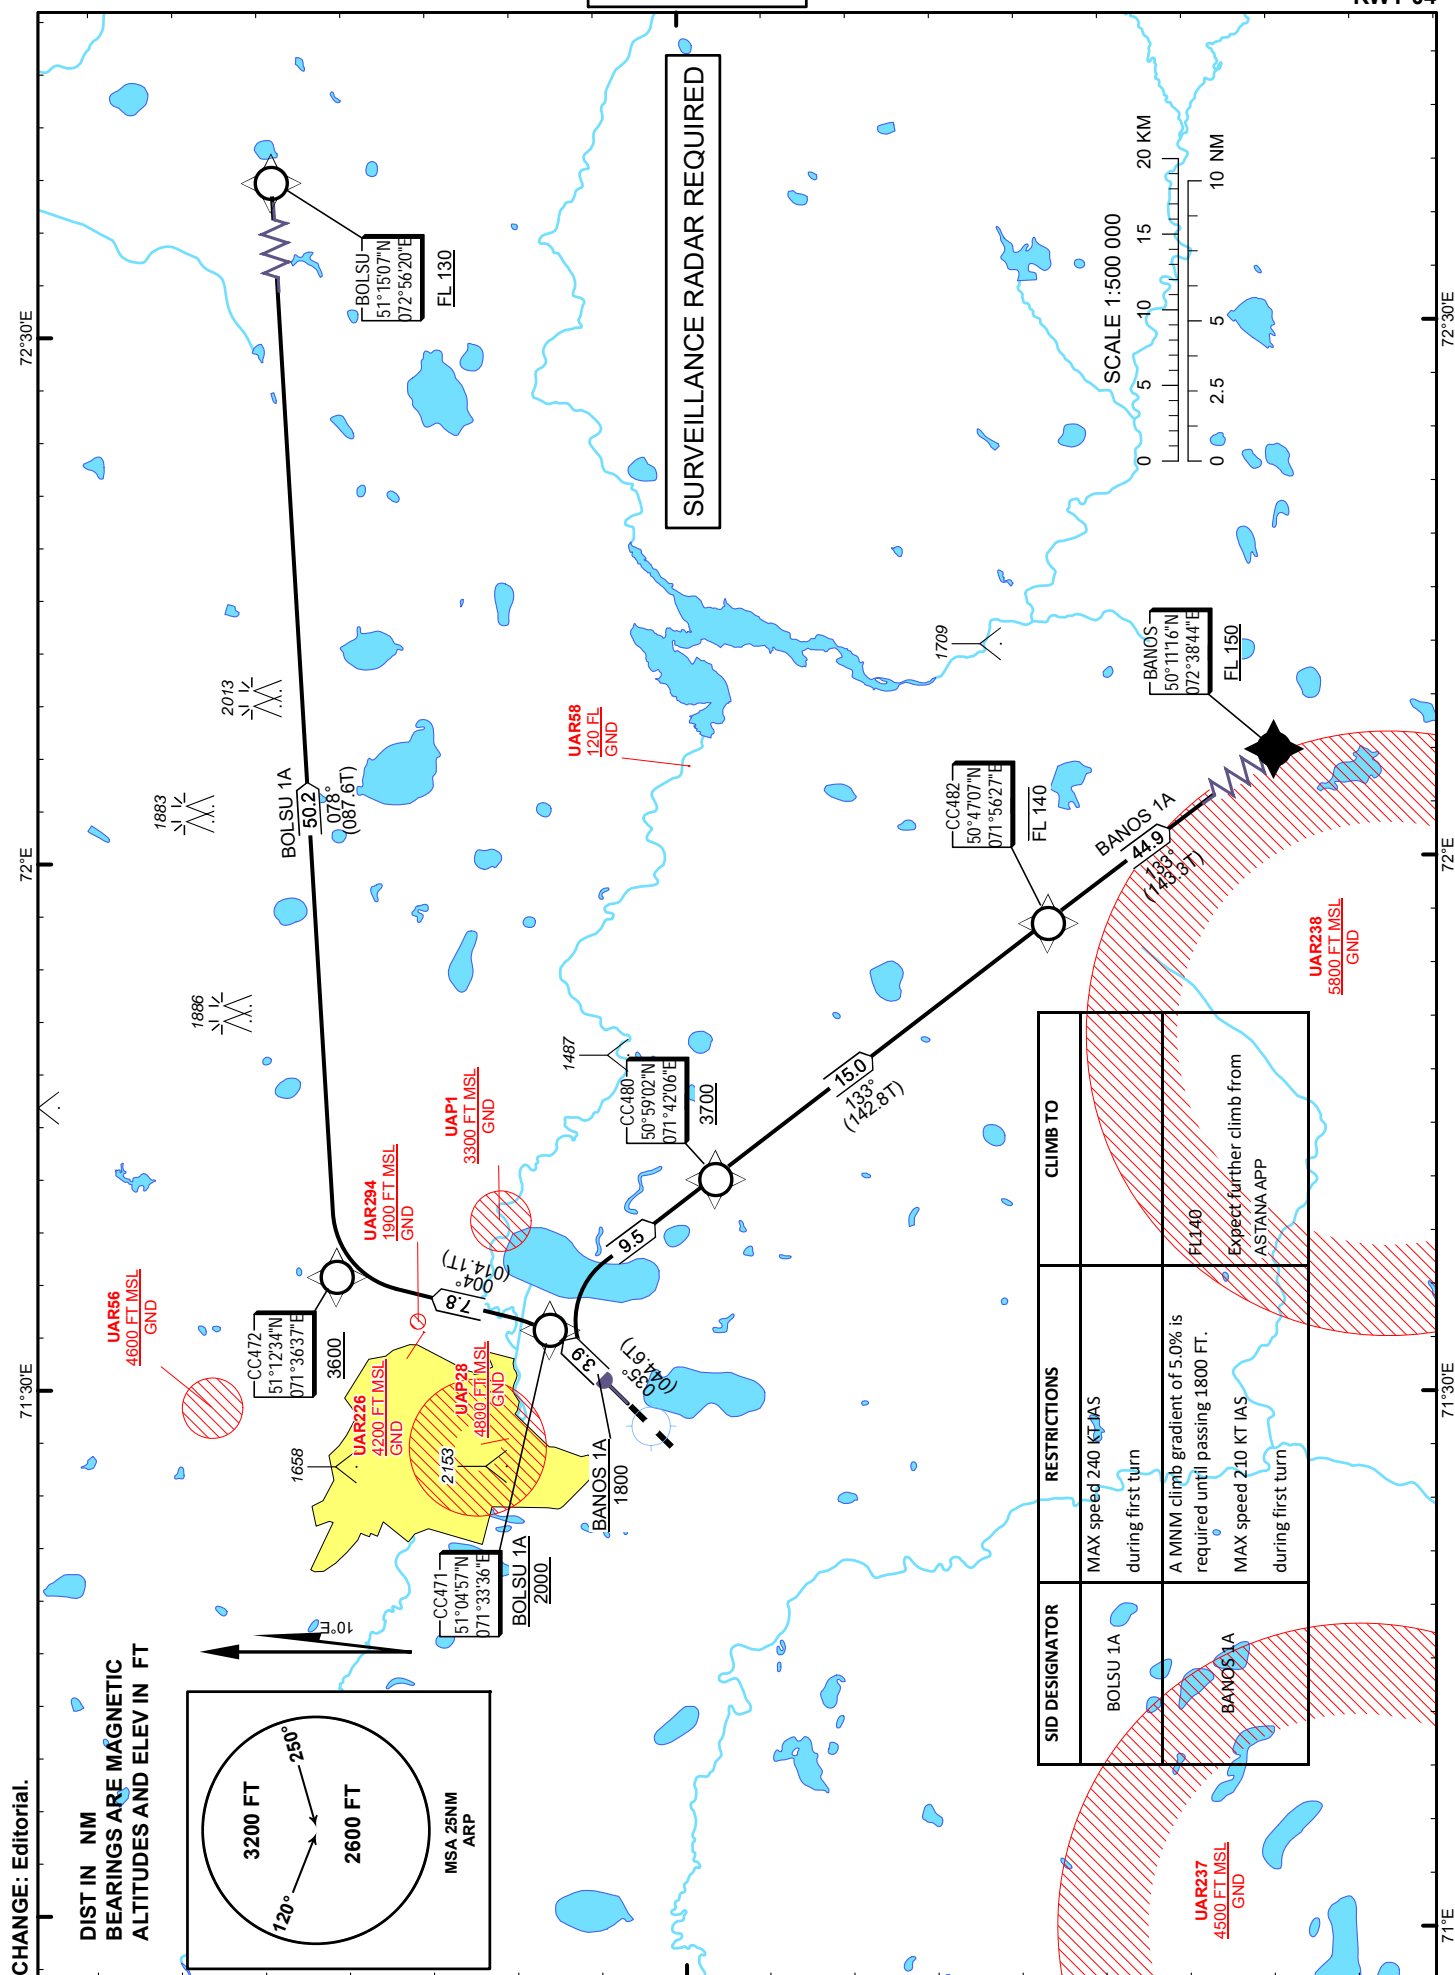 CHANGE: Editorial.
DIST IN NM
BEARINGS ARE MAGNETIC
ALTITUDES AND ELEV IN FT
3200 FT
2600 FT
120°
250°
MSA 25NM
ARP
10°E
SURVEILLANCE RADAR REQUIRED
BOLSU
51°15'07"N
072°56'20"E
FL 130
BOLSU 1A
50.2
078°
(087.6T)
2013
1883
1886
CC472
51°12'34"N
071°36'37"E
3600
UAR56
4600 FT MSL
GND
UAR294
1900 FT MSL
GND
UAP1
3300 FT MSL
GND
UAR226
4200 FT MSL
GND
UAP28
4800 FT MSL
GND
1658
2153
7.8
004°
(014.1T)
3.9
035°
(044.6T)
CC471
51°04'57"N
071°33'36"E
BOLSU 1A
2000
BANOS 1A
1800
9.5
1487
CC480
50°59'02"N
071°42'06"E
3700
UAR58
120 FL
GND
15.0
133°
(142.8T)
CC482
50°47'07"N
071°56'27"E
FL 140
1709
BANOS 1A
44.9
133°
(143.3T)
BANOS
50°11'16"N
072°38'44"E
FL 150
UAR238
5800 FT MSL
GND
UAR237
4500 FT MSL
GND
SCALE 1:500 000
0 5 10 15 20 KM
0 2.5 5 10 NM
SID DESIGNATOR RESTRICTIONS CLIMB TO
BOLSU 1A
MAX speed 240 KT IAS
during first turn
BANOS 1A
A MNM climb gradient of 5.0% is
required until passing 1800 FT.
MAX speed 210 KT IAS
during first turn
FL140
Expect further climb from
ASTANA APP
71°30'E
72°E
72°30'E
71°E
71°30'E
72°E
72°30'E